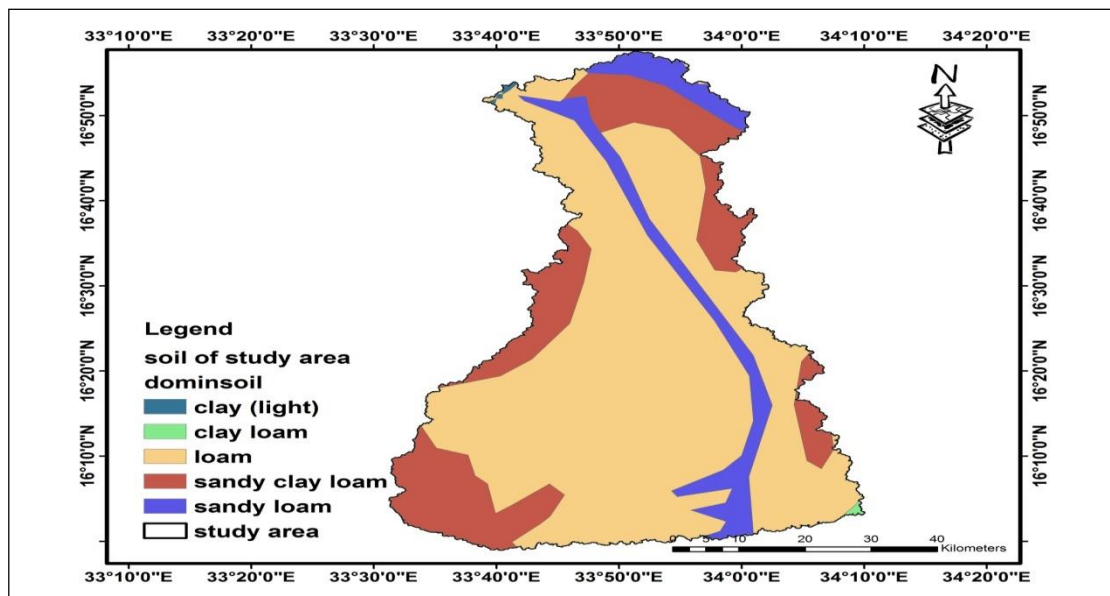 33°10'0"E 33°20'0"E 33°30'0"E 33°40'0"E 33°50'0"E 34°0'0"E 34°10'0"E 34°20'0"E
N
16°50'0"N 16°50'0"N
16°40'0"N 16°40'0"N
16°30'0"N 16°30'0"N
16°20'0"N 16°20'0"N
16°10'0"N 16°10'0"N
Legend
soil of study area
dominsoil
clay (light)
clay loam
loam
sandy clay loam
sandy loam
study area
0 5 10 20 30 40
Kilometers
33°10'0"E 33°20'0"E 33°30'0"E 33°40'0"E 33°50'0"E 34°0'0"E 34°10'0"E 34°20'0"E